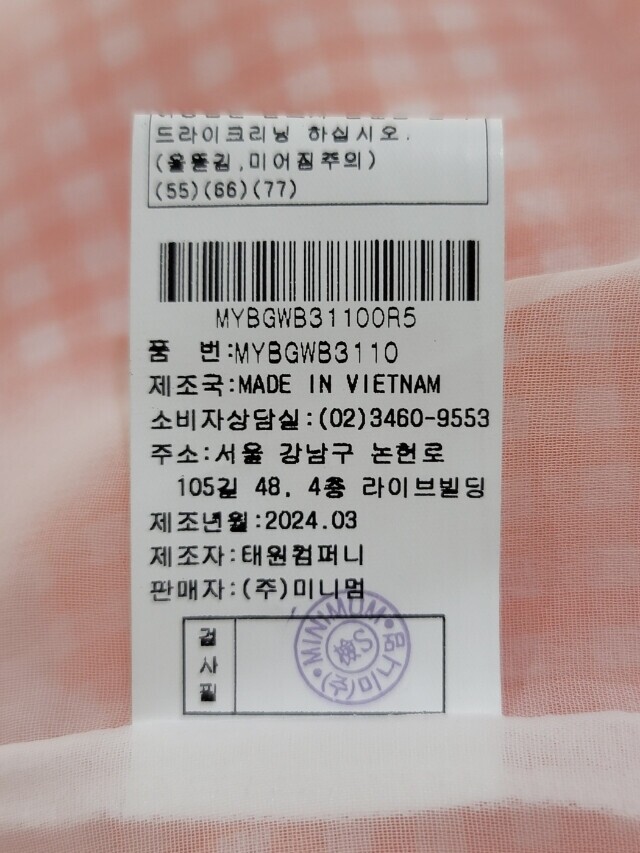 드라이크리닝 하십시오.
(올뜯김,미어짐주의)
(55)(66)(77)
MYBGWB31100R5
품 번:MYBGWB3110
제조국:MADE IN VIETNAM
소비자상담실:(02)3460-9553
주소:서울 강남구 논현로
105길 48, 4층 라이브빌딩
제조년월:2024.03
제조자:태원컴퍼니
판매자:(주)미니멈
검사필
MINIMUM
(주)미니멈
檢S